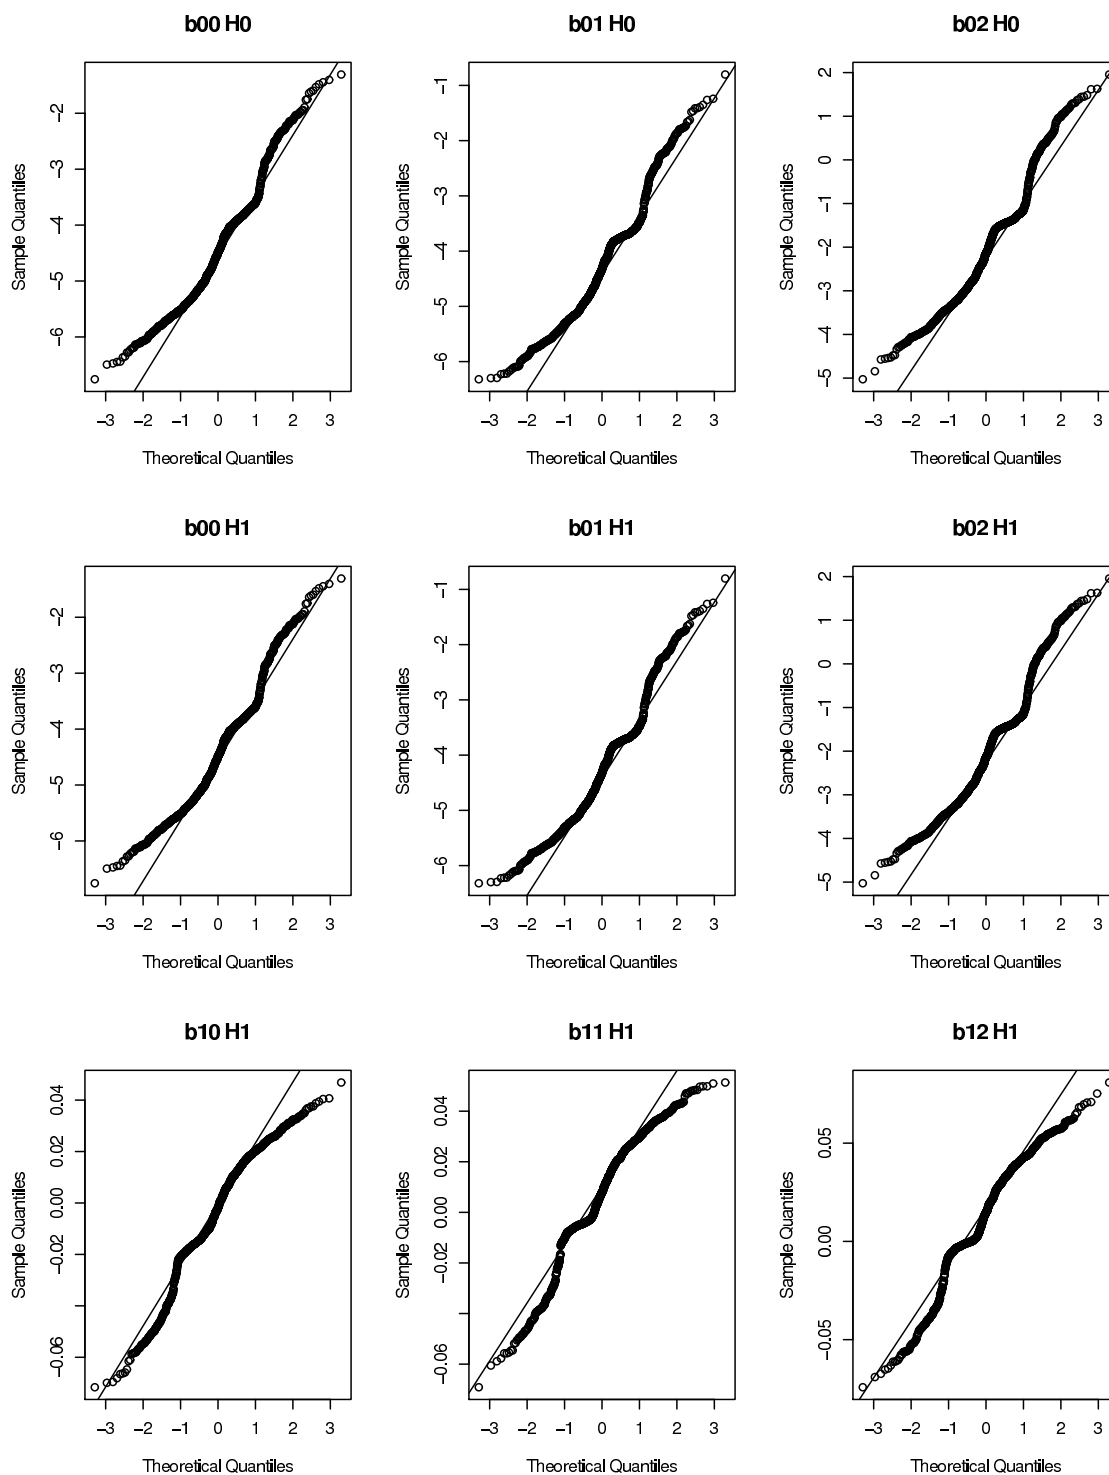 b00 H0
b01 H0
b02 H0
Sample Quantiles
-2
-3
-4
-5
-6
-3 -2 -1 0 1 2 3
Theoretical Quantiles
Sample Quantiles
-1
-2
-3
-4
-5
-6
-3 -2 -1 0 1 2 3
Theoretical Quantiles
Sample Quantiles
2
1
0
-1
-2
-3
-4
-5
-3 -2 -1 0 1 2 3
Theoretical Quantiles
b00 H1
b01 H1
b02 H1
Sample Quantiles
-2
-3
-4
-5
-6
-3 -2 -1 0 1 2 3
Theoretical Quantiles
Sample Quantiles
-1
-2
-3
-4
-5
-6
-3 -2 -1 0 1 2 3
Theoretical Quantiles
Sample Quantiles
2
1
0
-1
-2
-3
-4
-5
-3 -2 -1 0 1 2 3
Theoretical Quantiles
b10 H1
b11 H1
b12 H1
Sample Quantiles
0.04
0.02
0.00
-0.02
-0.06
-3 -2 -1 0 1 2 3
Theoretical Quantiles
Sample Quantiles
0.04
0.02
0.00
-0.02
-0.06
-3 -2 -1 0 1 2 3
Theoretical Quantiles
Sample Quantiles
0.05
0.00
-0.05
-3 -2 -1 0 1 2 3
Theoretical Quantiles